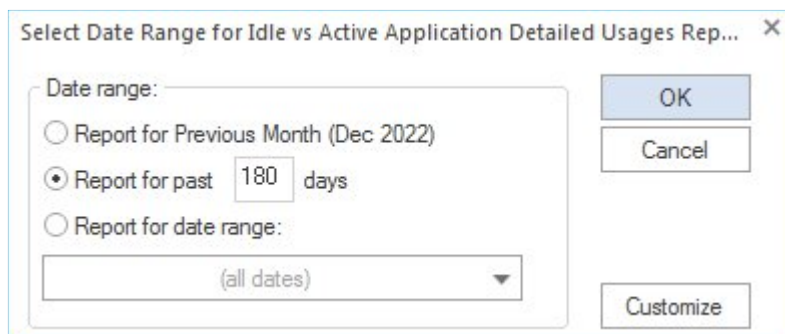 Select Date Range for Idle vs Active Application Detailed Usages Rep...
Date range:
OK
Report for Previous Month (Dec 2022)
Cancel
Report for past 180 days
Report for date range:
(all dates)
Customize